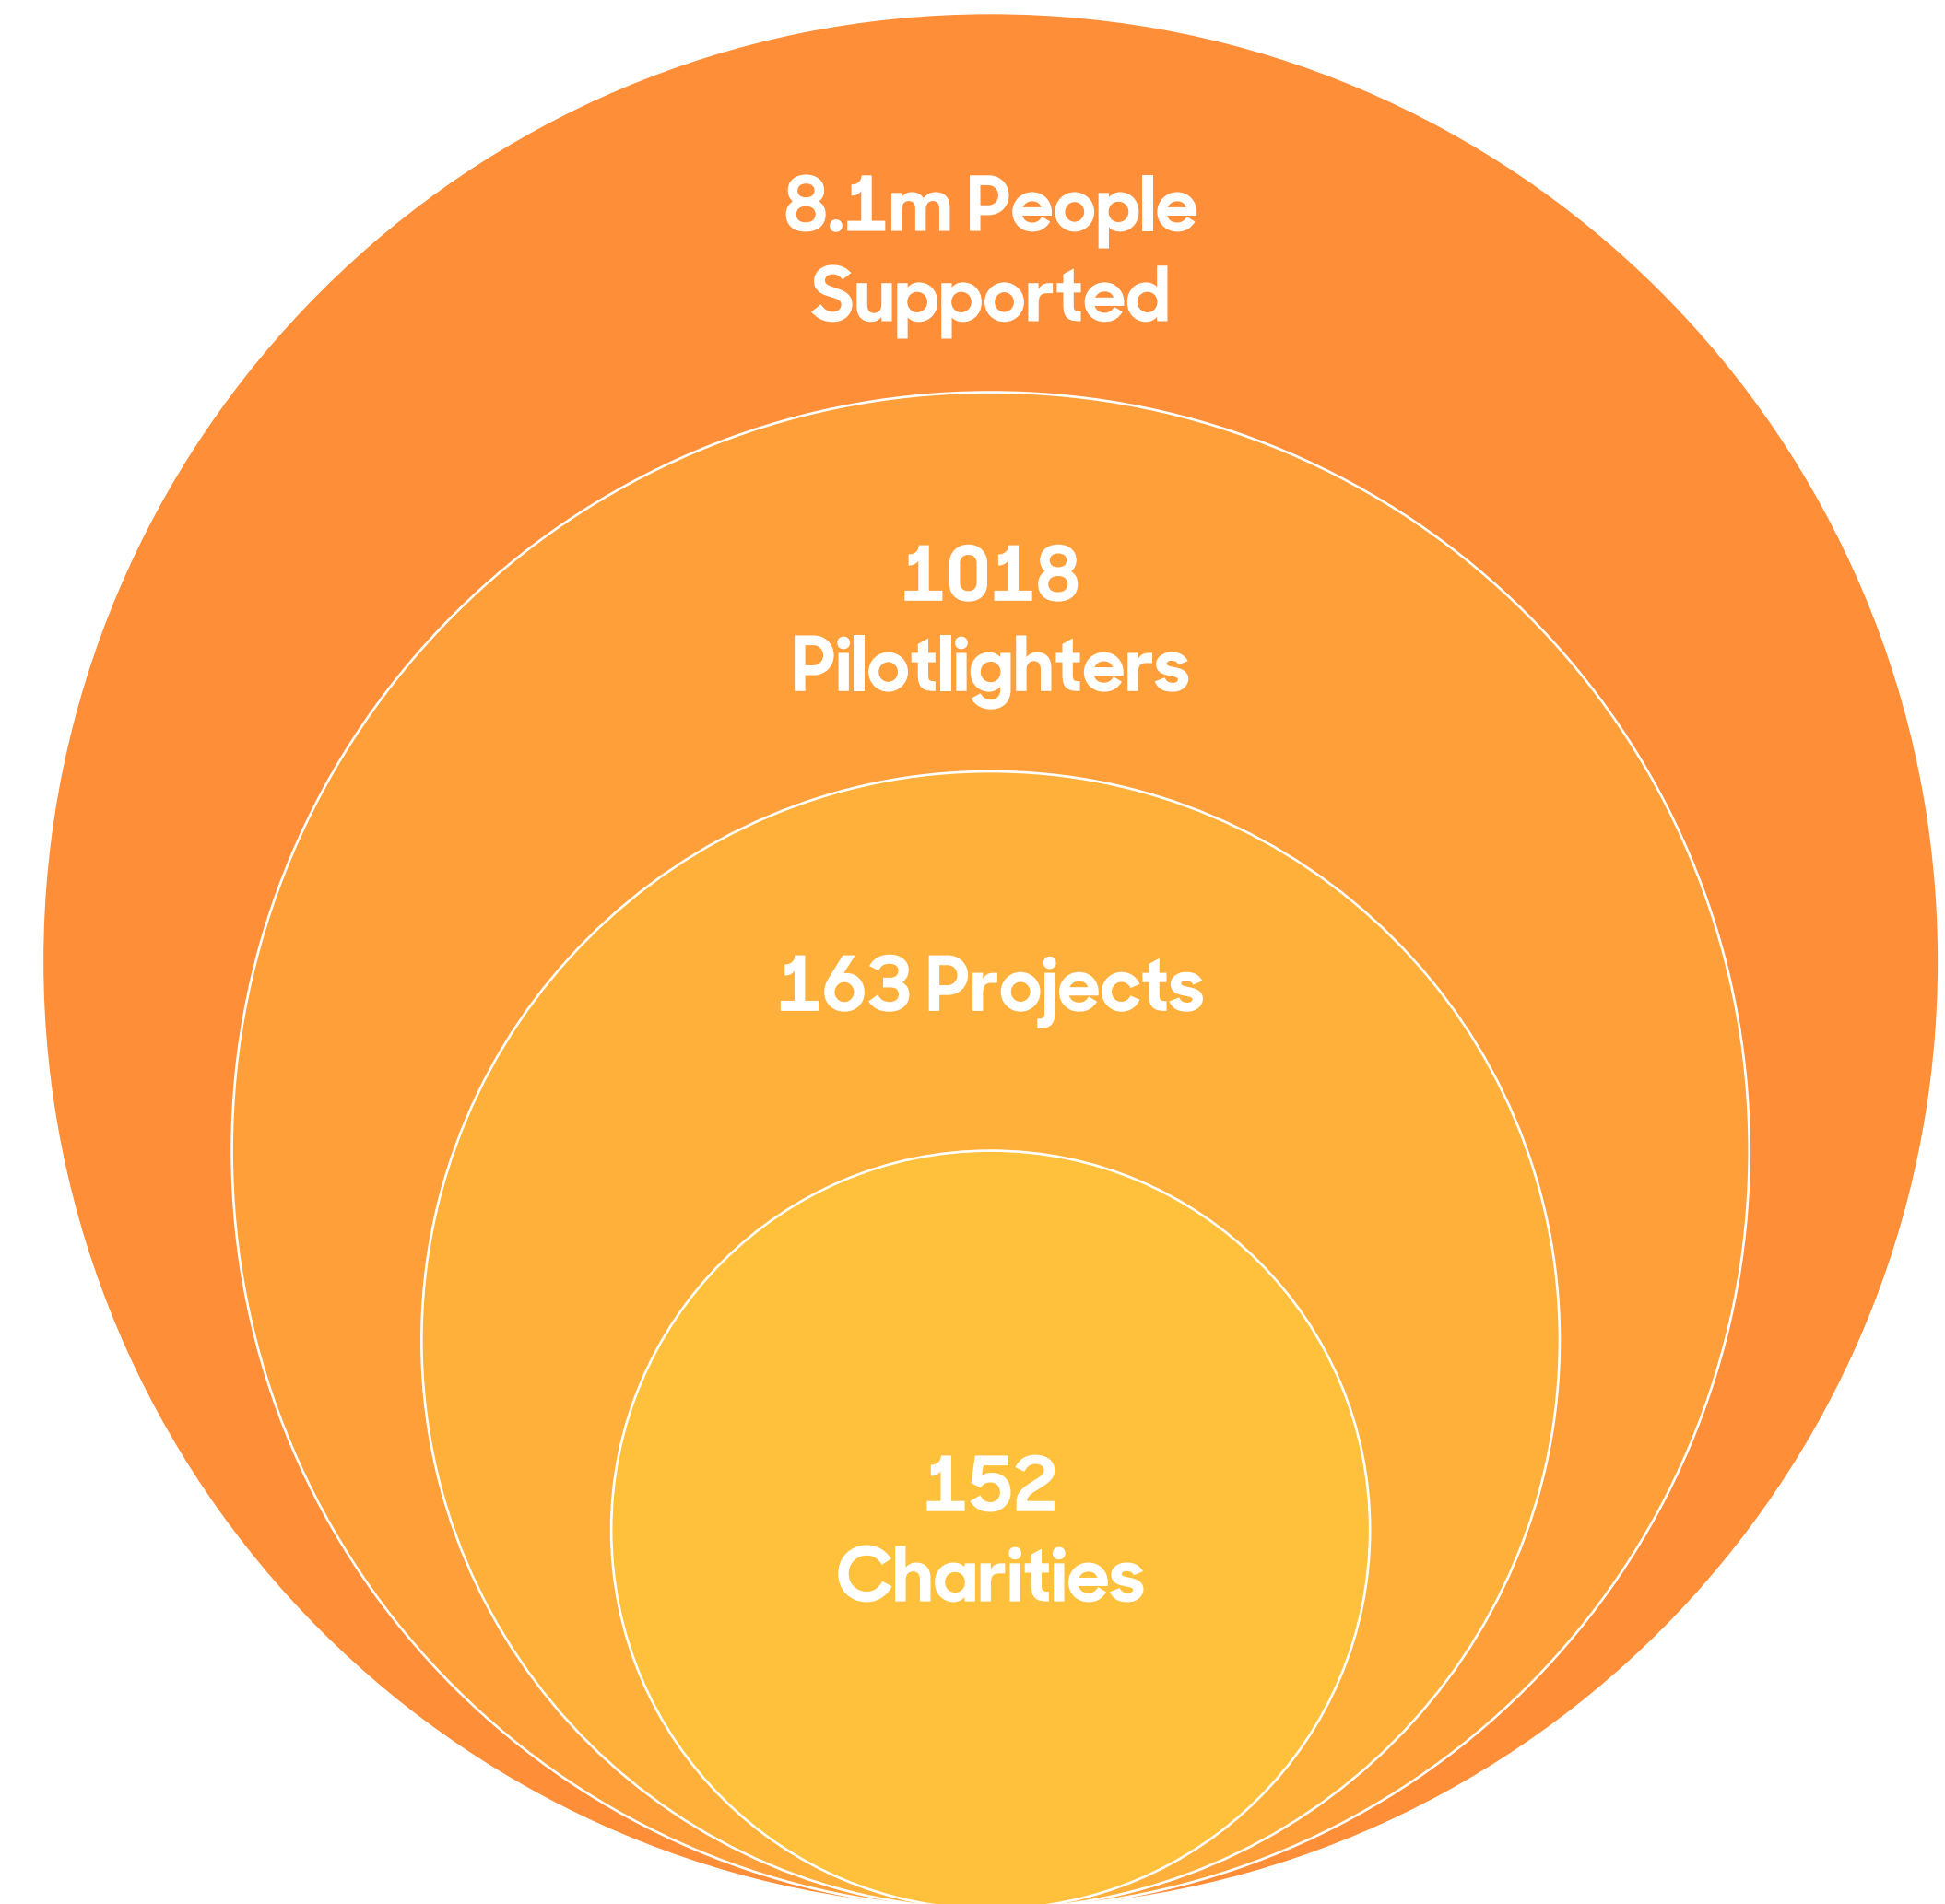 8.1m People
Supported
1018
Pilotlighters
163 Projects
152
Charities